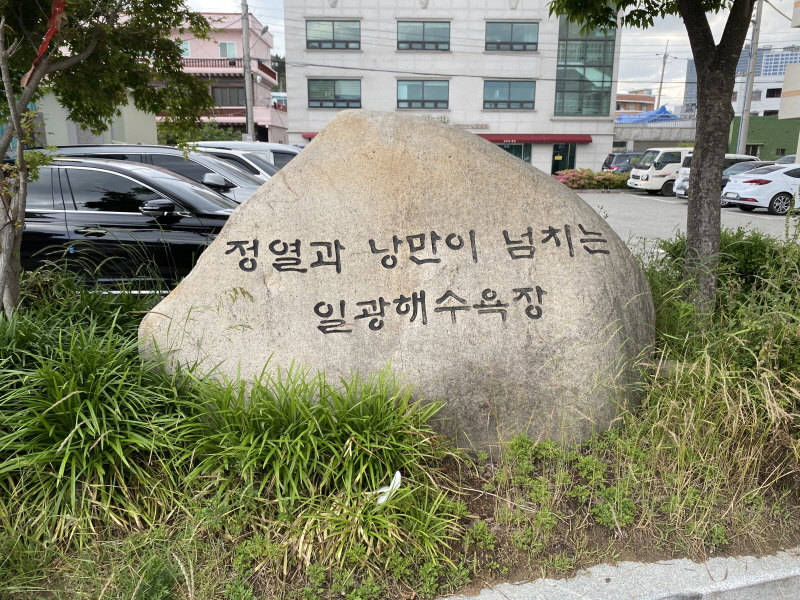 정열과 낭만이 넘치는
일광해수욕장